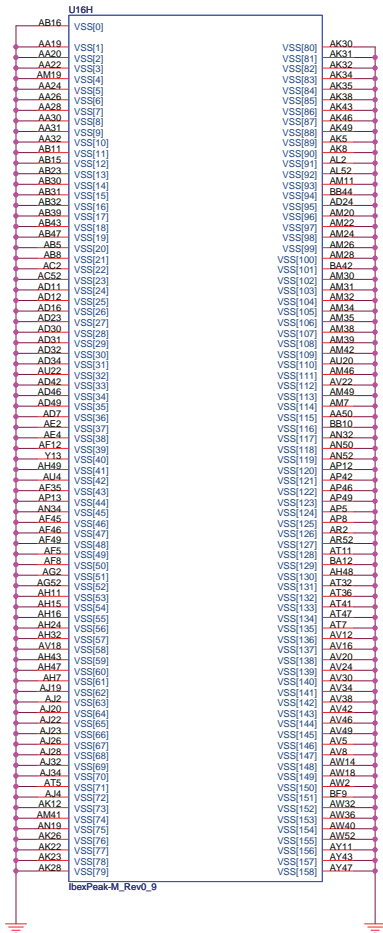 U16H
AB16 VSS[0]
AA19 VSS[1] VSS[80] AK30
AA20 VSS[2] VSS[81] AK31
AA22 VSS[3] VSS[82] AK32
AM19 VSS[4] VSS[83] AK34
AA24 VSS[5] VSS[84] AK35
AA26 VSS[6] VSS[85] AK38
AA28 VSS[7] VSS[86] AK43
AA30 VSS[8] VSS[87] AK46
AA31 VSS[9] VSS[88] AK49
AA32 VSS[10] VSS[89] AK5
AB11 VSS[11] VSS[90] AK8
AB15 VSS[12] VSS[91] AL2
AB23 VSS[13] VSS[92] AL52
AB30 VSS[14] VSS[93] AM11
AB31 VSS[15] VSS[94] BB44
AB32 VSS[16] VSS[95] AD24
AB39 VSS[17] VSS[96] AM20
AB43 VSS[18] VSS[97] AM22
AB47 VSS[19] VSS[98] AM24
AB5 VSS[20] VSS[99] AM26
AB8 VSS[21] VSS[100] AM28
AC2 VSS[22] VSS[101] BA42
AC52 VSS[23] VSS[102] AM30
AD11 VSS[24] VSS[103] AM31
AD12 VSS[25] VSS[104] AM32
AD16 VSS[26] VSS[105] AM34
AD23 VSS[27] VSS[106] AM35
AD30 VSS[28] VSS[107] AM38
AD31 VSS[29] VSS[108] AM39
AD32 VSS[30] VSS[109] AM42
AD34 VSS[31] VSS[110] AU20
AU22 VSS[32] VSS[111] AM46
AD42 VSS[33] VSS[112] AV22
AD46 VSS[34] VSS[113] AM49
AD49 VSS[35] VSS[114] AM7
AD7 VSS[36] VSS[115] AA50
AE2 VSS[37] VSS[116] BB10
AE4 VSS[38] VSS[117] AN32
AF12 VSS[39] VSS[118] AN50
Y13 VSS[40] VSS[119] AN52
AH49 VSS[41] VSS[120] AP12
AU4 VSS[42] VSS[121] AP42
AF35 VSS[43] VSS[122] AP46
AP13 VSS[44] VSS[123] AP49
AN34 VSS[45] VSS[124] AP5
AF45 VSS[46] VSS[125] AP8
AF46 VSS[47] VSS[126] AR2
AF49 VSS[48] VSS[127] AR52
AF5 VSS[49] VSS[128] AT11
AF8 VSS[50] VSS[129] BA12
AG2 VSS[51] VSS[130] AH48
AG52 VSS[52] VSS[131] AT32
AH11 VSS[53] VSS[132] AT36
AH15 VSS[54] VSS[133] AT41
AH16 VSS[55] VSS[134] AT47
AH24 VSS[56] VSS[135] AT7
AH32 VSS[57] VSS[136] AV12
AV18 VSS[58] VSS[137] AV16
AH43 VSS[59] VSS[138] AV20
AH47 VSS[60] VSS[139] AV24
AH7 VSS[61] VSS[140] AV30
AJ19 VSS[62] VSS[141] AV34
AJ2 VSS[63] VSS[142] AV38
AJ20 VSS[64] VSS[143] AV42
AJ22 VSS[65] VSS[144] AV46
AJ23 VSS[66] VSS[145] AV49
AJ26 VSS[67] VSS[146] AV5
AJ28 VSS[68] VSS[147] AV8
AJ32 VSS[69] VSS[148] AW14
AJ34 VSS[70] VSS[149] AW18
AT5 VSS[71] VSS[150] AW2
AJ4 VSS[72] VSS[151] BF9
AK12 VSS[73] VSS[152] AW32
AM41 VSS[74] VSS[153] AW36
AN19 VSS[75] VSS[154] AW40
AK26 VSS[76] VSS[155] AW52
AK22 VSS[77] VSS[156] AY11
AK23 VSS[78] VSS[157] AY43
AK28 VSS[79] VSS[158] AY47
IbexPeak-M_Rev0_9